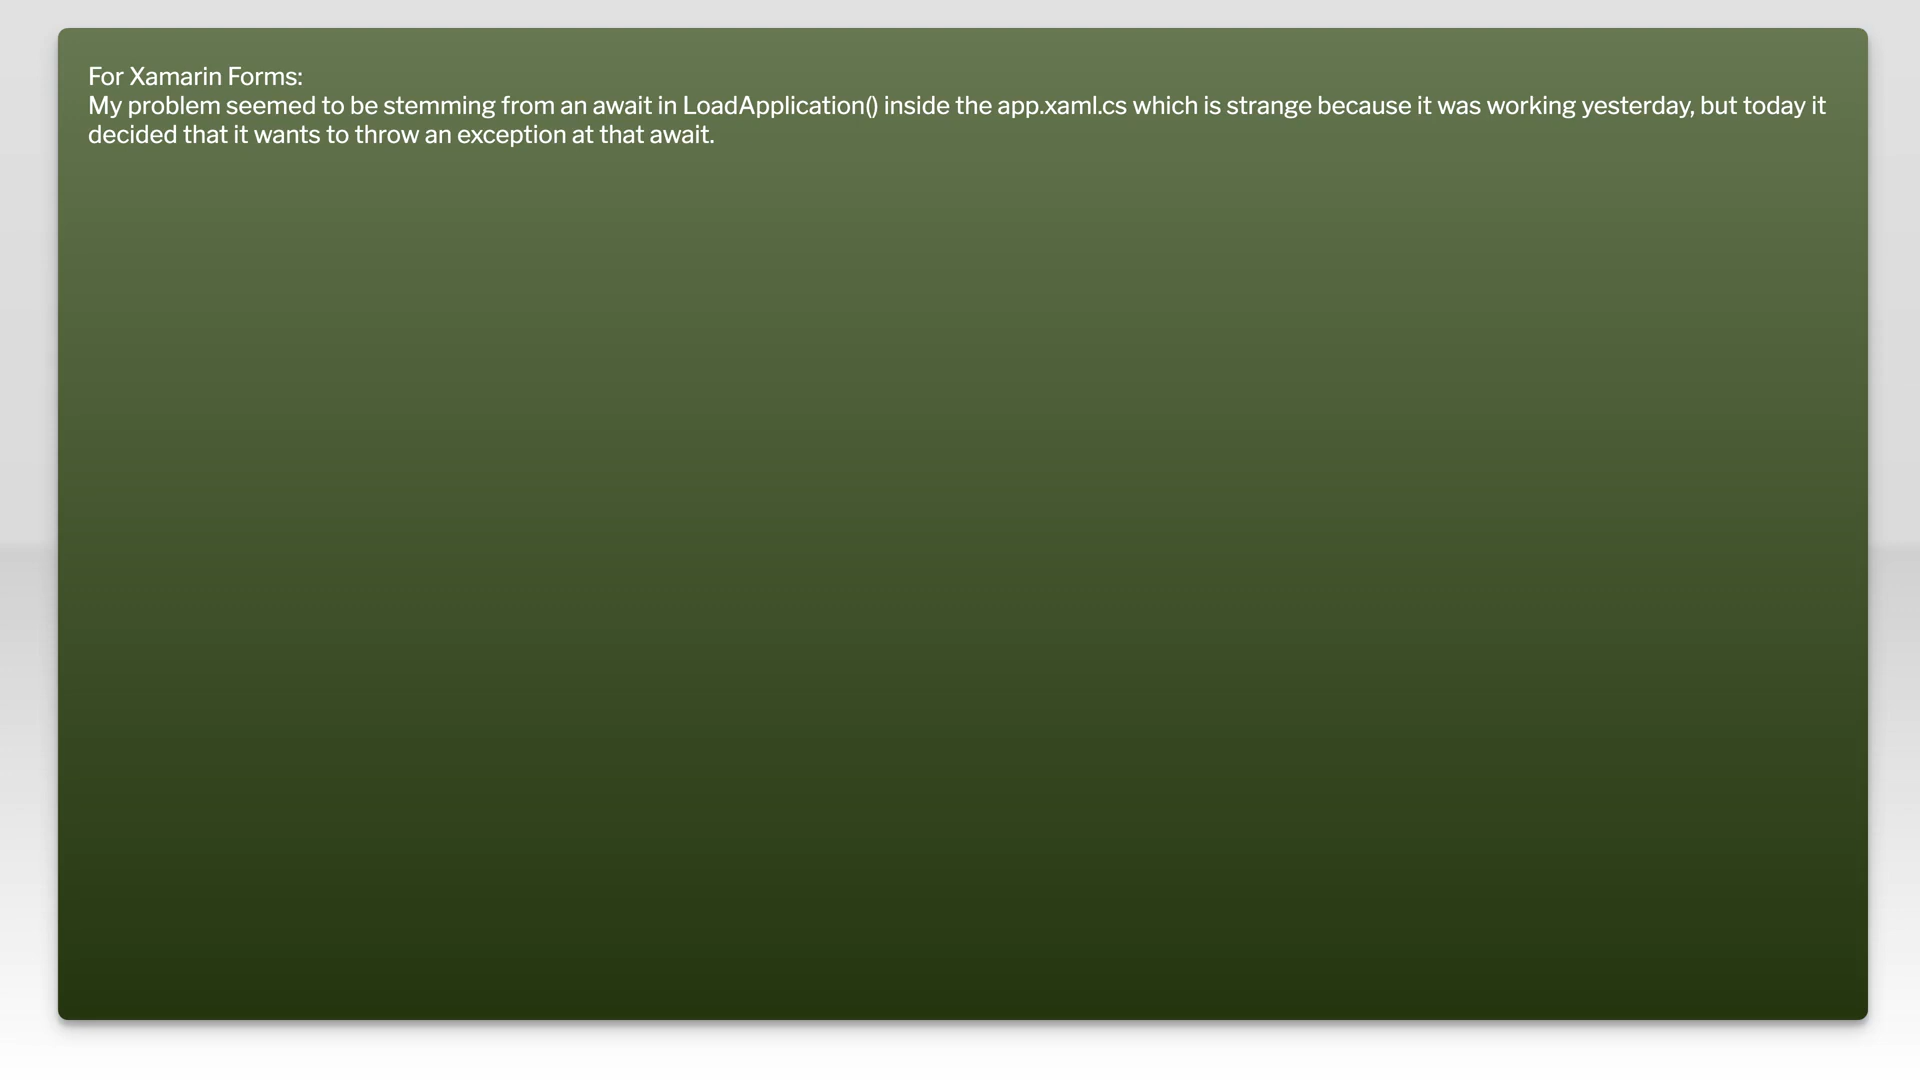 For Xamarin Forms:
My problem seemed to be stemming from an await in LoadApplication() inside the app.xaml.cs which is strange because it was working yesterday, but today it
decided that it wants to throw an exception at that await.